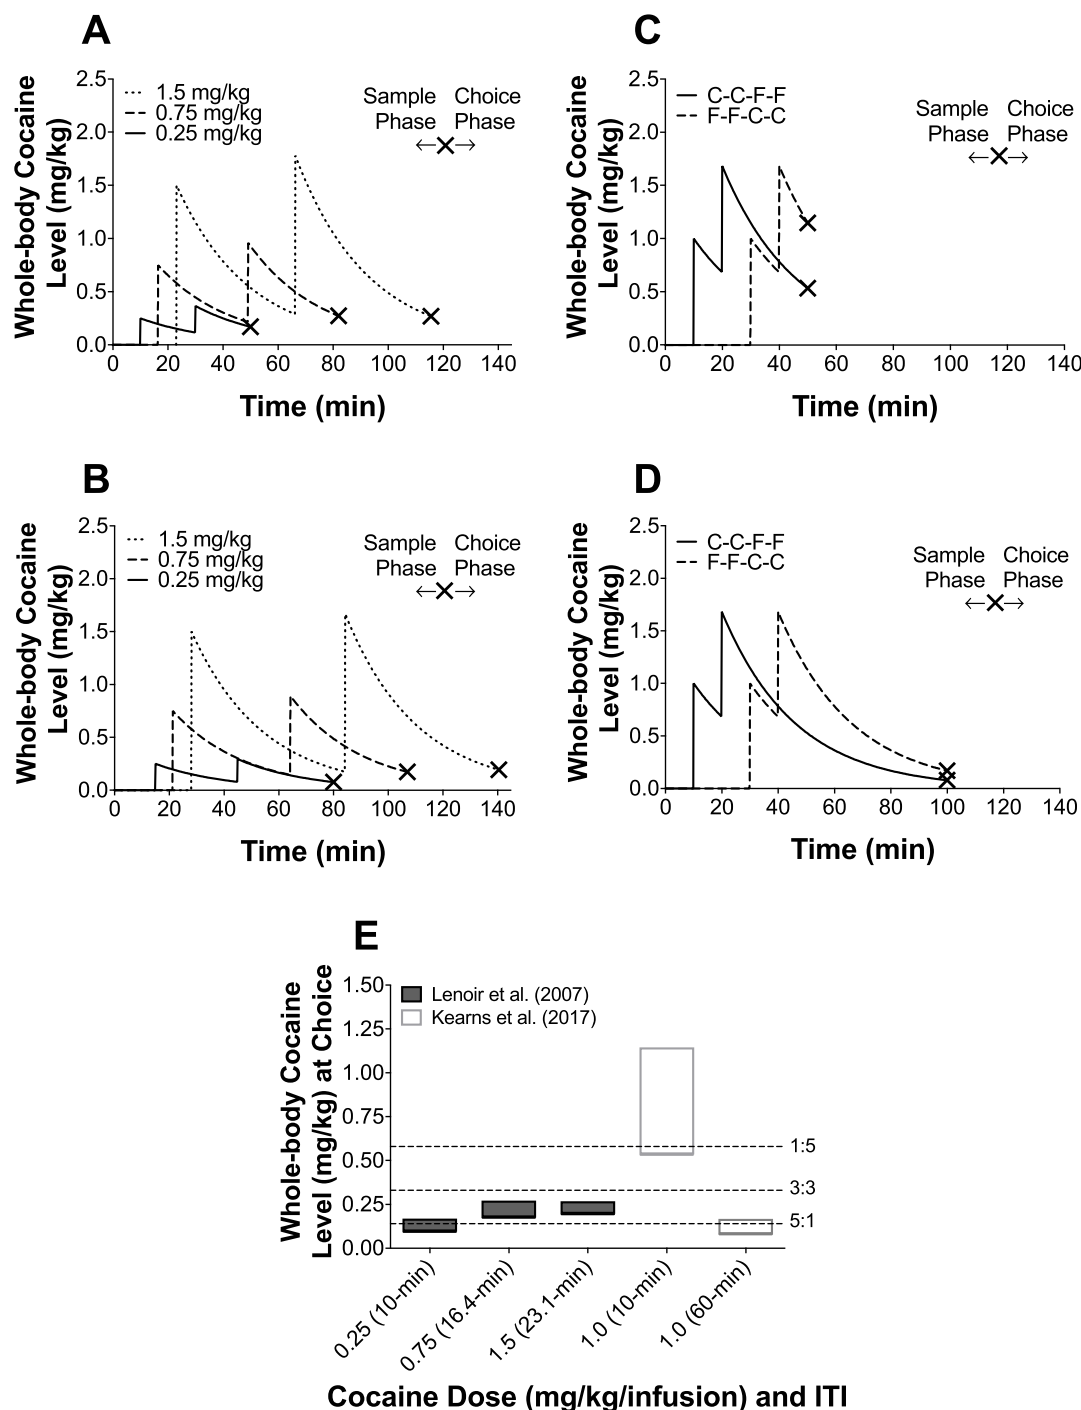 A
Whole-body Cocaine
Level (mg/kg)
2.5
2.0
1.5
1.0
0.5
0.0
1.5 mg/kg
0.75 mg/kg
0.25 mg/kg
Sample Choice
Phase Phase
0 20 40 60 80 100 120 140
Time (min)
C
Whole-body Cocaine
Level (mg/kg)
2.5
2.0
1.5
1.0
0.5
0.0
C-C-F-F
F-F-C-C
Sample Choice
Phase Phase
0 20 40 60 80 100 120 140
Time (min)
B
Whole-body Cocaine
Level (mg/kg)
2.5
2.0
1.5
1.0
0.5
0.0
1.5 mg/kg
0.75 mg/kg
0.25 mg/kg
Sample Choice
Phase Phase
0 20 40 60 80 100 120 140
Time (min)
D
Whole-body Cocaine
Level (mg/kg)
2.5
2.0
1.5
1.0
0.5
0.0
C-C-F-F
F-F-C-C
Sample Choice
Phase Phase
0 20 40 60 80 100 120 140
Time (min)
E
Whole-body Cocaine
Level (mg/kg) at Choice
1.50
1.25
1.00
0.75
0.50
0.25
0.00
Lenoir et al. (2007)
Kearns et al. (2017)
1:5
3:3
5:1
0.25 (10-min)
0.75 (16.4-min)
1.5 (23.1-min)
1.0 (10-min)
1.0 (60-min)
Cocaine Dose (mg/kg/infusion) and ITI